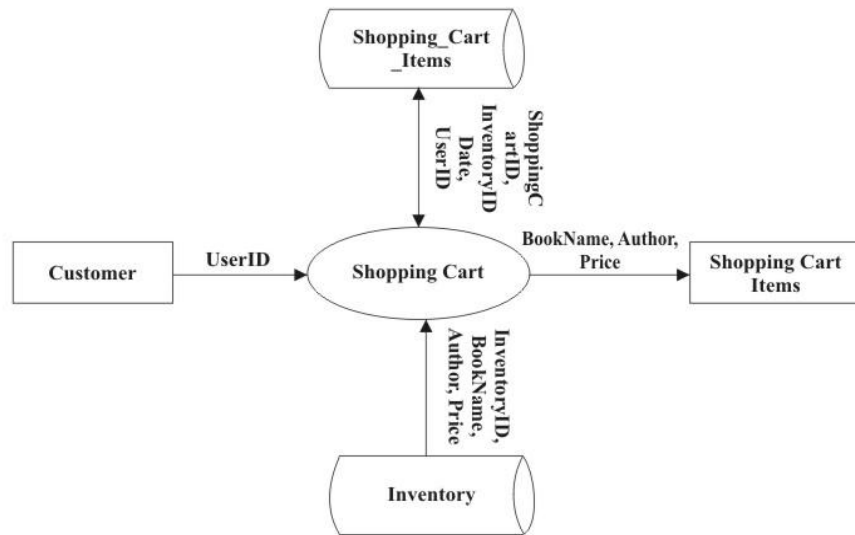 Shopping_Cart
_Items
ShoppingC
artID,
InventoryID
Date,
UserID
Customer
UserID
Shopping Cart
BookName, Author,
Price
Shopping Cart
Items
InventoryID,
BookName,
Author, Price
Inventory